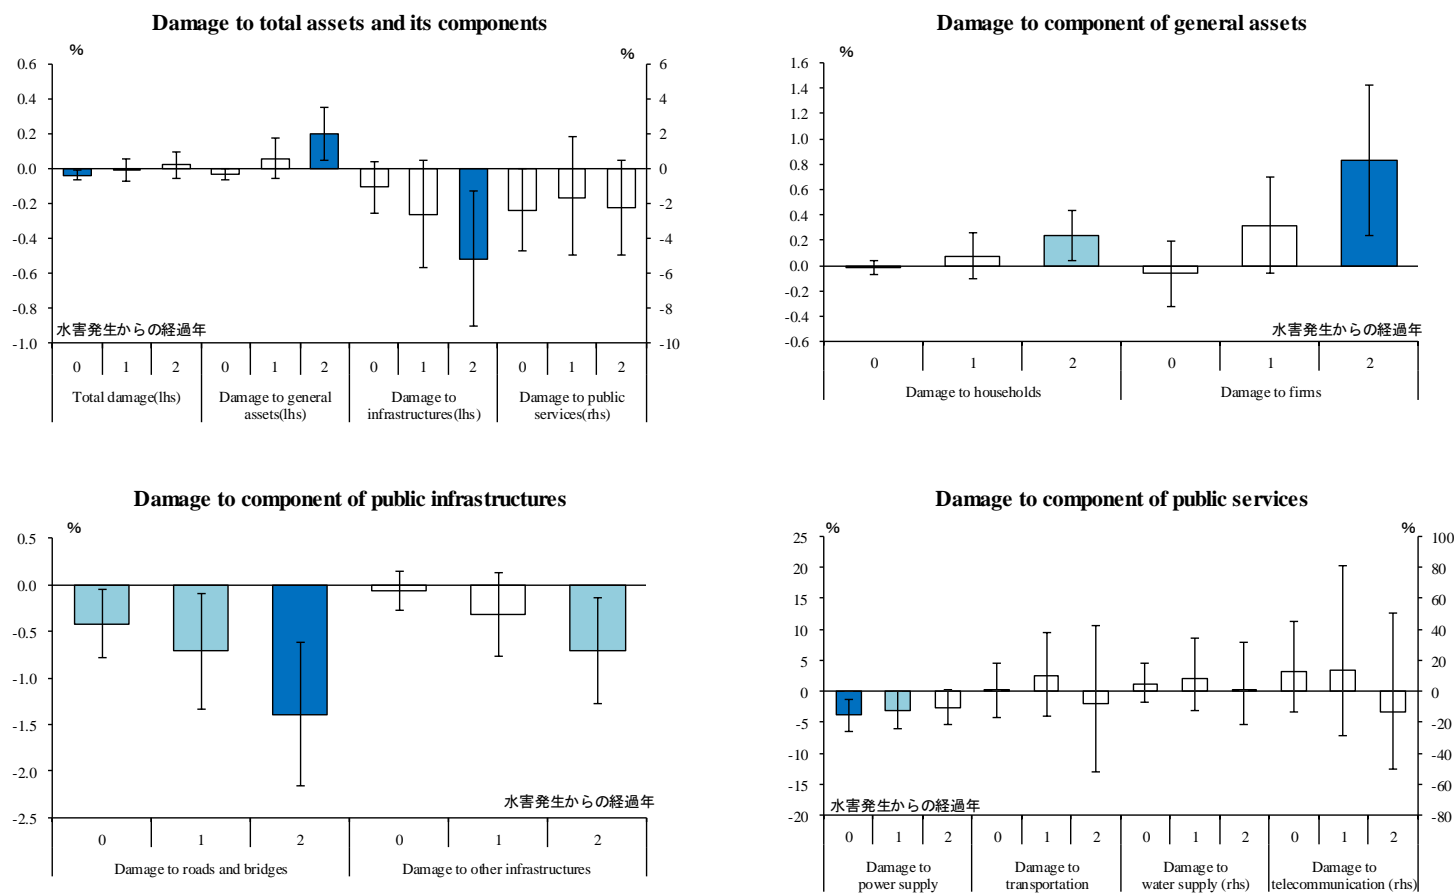 Damage to total assets and its components
%
%
0.6
0.4
0.2
0.0
-0.2
-0.4
-0.6
-0.8
-1.0
6
4
2
0
-2
-4
-6
-8
-10
水害発生からの経過年
0 1 2 0 1 2 0 1 2 0 1 2
Total damage(lhs)
Damage to general
assets(lhs)
Damage to
infrastructures(lhs)
Damage to public
services(rhs)
Damage to component of general assets
%
1.6
1.4
1.2
1.0
0.8
0.6
0.4
0.2
0.0
-0.2
-0.4
-0.6
水害発生からの経過年
0 1 2 0 1 2
Damage to households
Damage to firms
Damage to component of public infrastructures
%
0.5
0.0
-0.5
-1.0
-1.5
-2.0
-2.5
水害発生からの経過年
0 1 2 0 1 2
Damage to roads and bridges
Damage to other infrastructures
Damage to component of public services
%
%
25
20
15
10
5
0
-5
-10
-15
-20
100
80
60
40
20
0
-20
-40
-60
-80
水害発生からの経過年
0 1 2 0 1 2 0 1 2 0 1 2
Damage to
power supply
Damage to
transportation
Damage to
water supply (rhs)
Damage to
telecommunication (rhs)